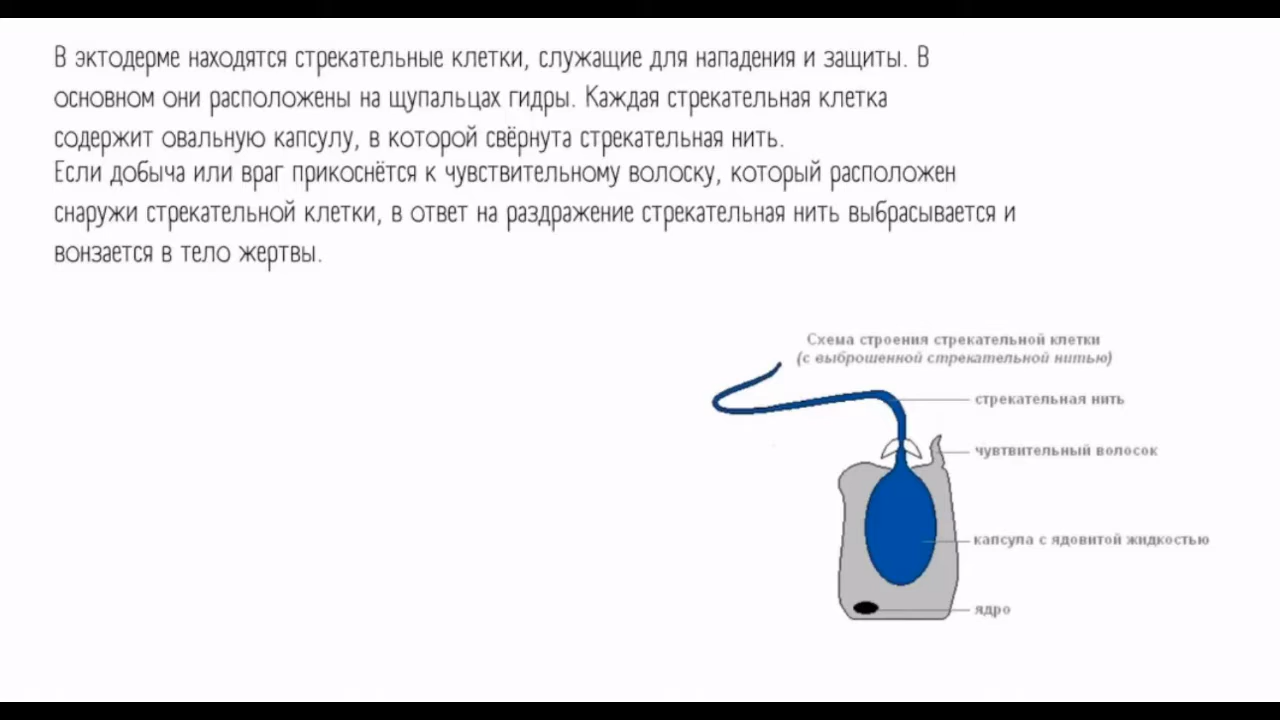 В эктодерме находятся стрекательные клетки, служащие для нападения и защиты. В
основном они расположены на щупальцах гидры. Каждая стрекательная клетка
содержит овальную капсулу, в которой свёрнута стрекательная нить.
Если добыча или враг прикоснётся к чувствительному волоску, который расположен
снаружи стрекательной клетки, в ответ на раздражение стрекательная нить выбрасывается и
вонзается в тело жертвы.
Схема строения стрекательной клетки
(с выброшенной стрекательной нитью)
стрекательная нить
чувтвительный волосок
капсула с ядовитой жидкостью
ядро